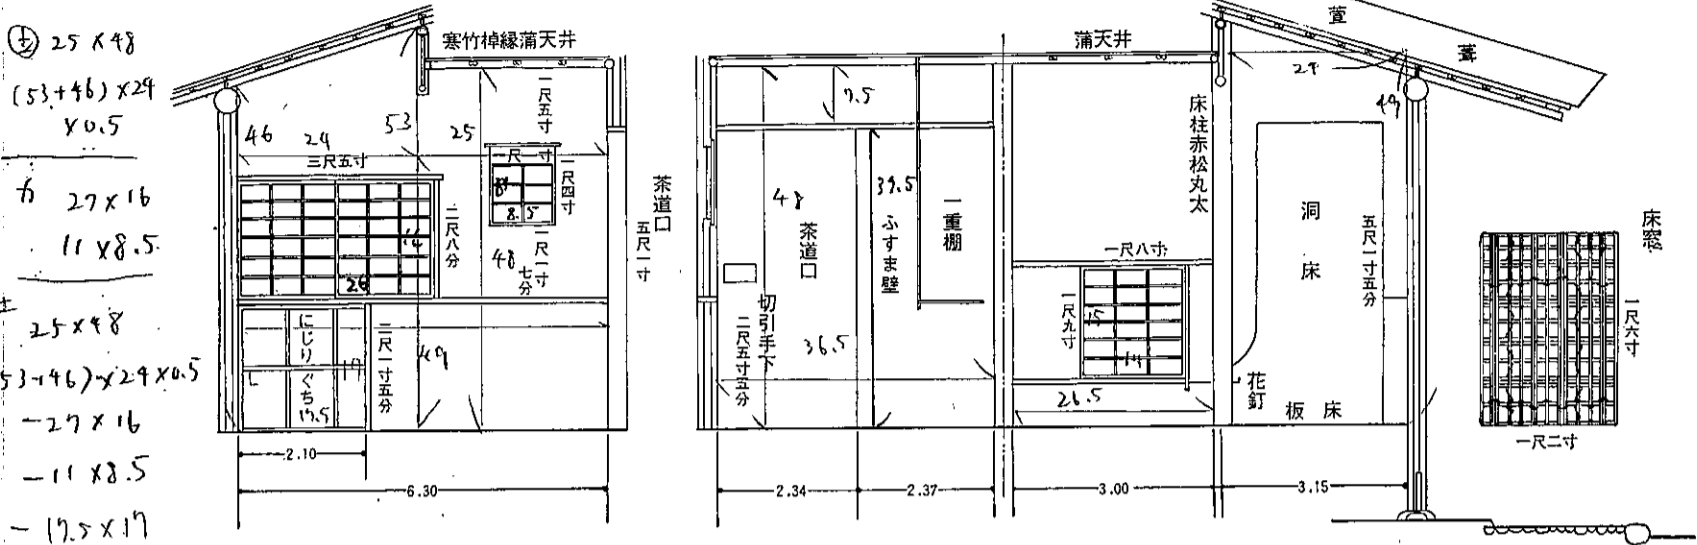 25 × 48
(53+46) × 24
× 0.5
27 × 16
11 × 8.5
25 × 48
53+46) × 24 × 0.5
− 27 × 16
− 11 × 8.5
− 17.5 × 17
寒竹棹縁蒲天井
一尺五寸
46
24
53
25
三尺五寸
一尺一寸
一尺四寸
8.5
二尺八分
一尺一寸
七分
48
26
にじりぐち
17
17.5
二尺一寸五分
49
茶道口
五尺一寸
2.10
6.30
蒲天井
7.5
48
39.5
茶道口
ふすま壁
一重棚
切引手下
二尺五寸五分
36.5
床柱赤松丸太
一尺八寸
一尺九寸
15
14
26.5
花釘
板床
洞床
五尺一寸五分
24
49
萱
葺
2.34
2.37
3.00
3.15
床窓
一尺六寸
一尺二寸